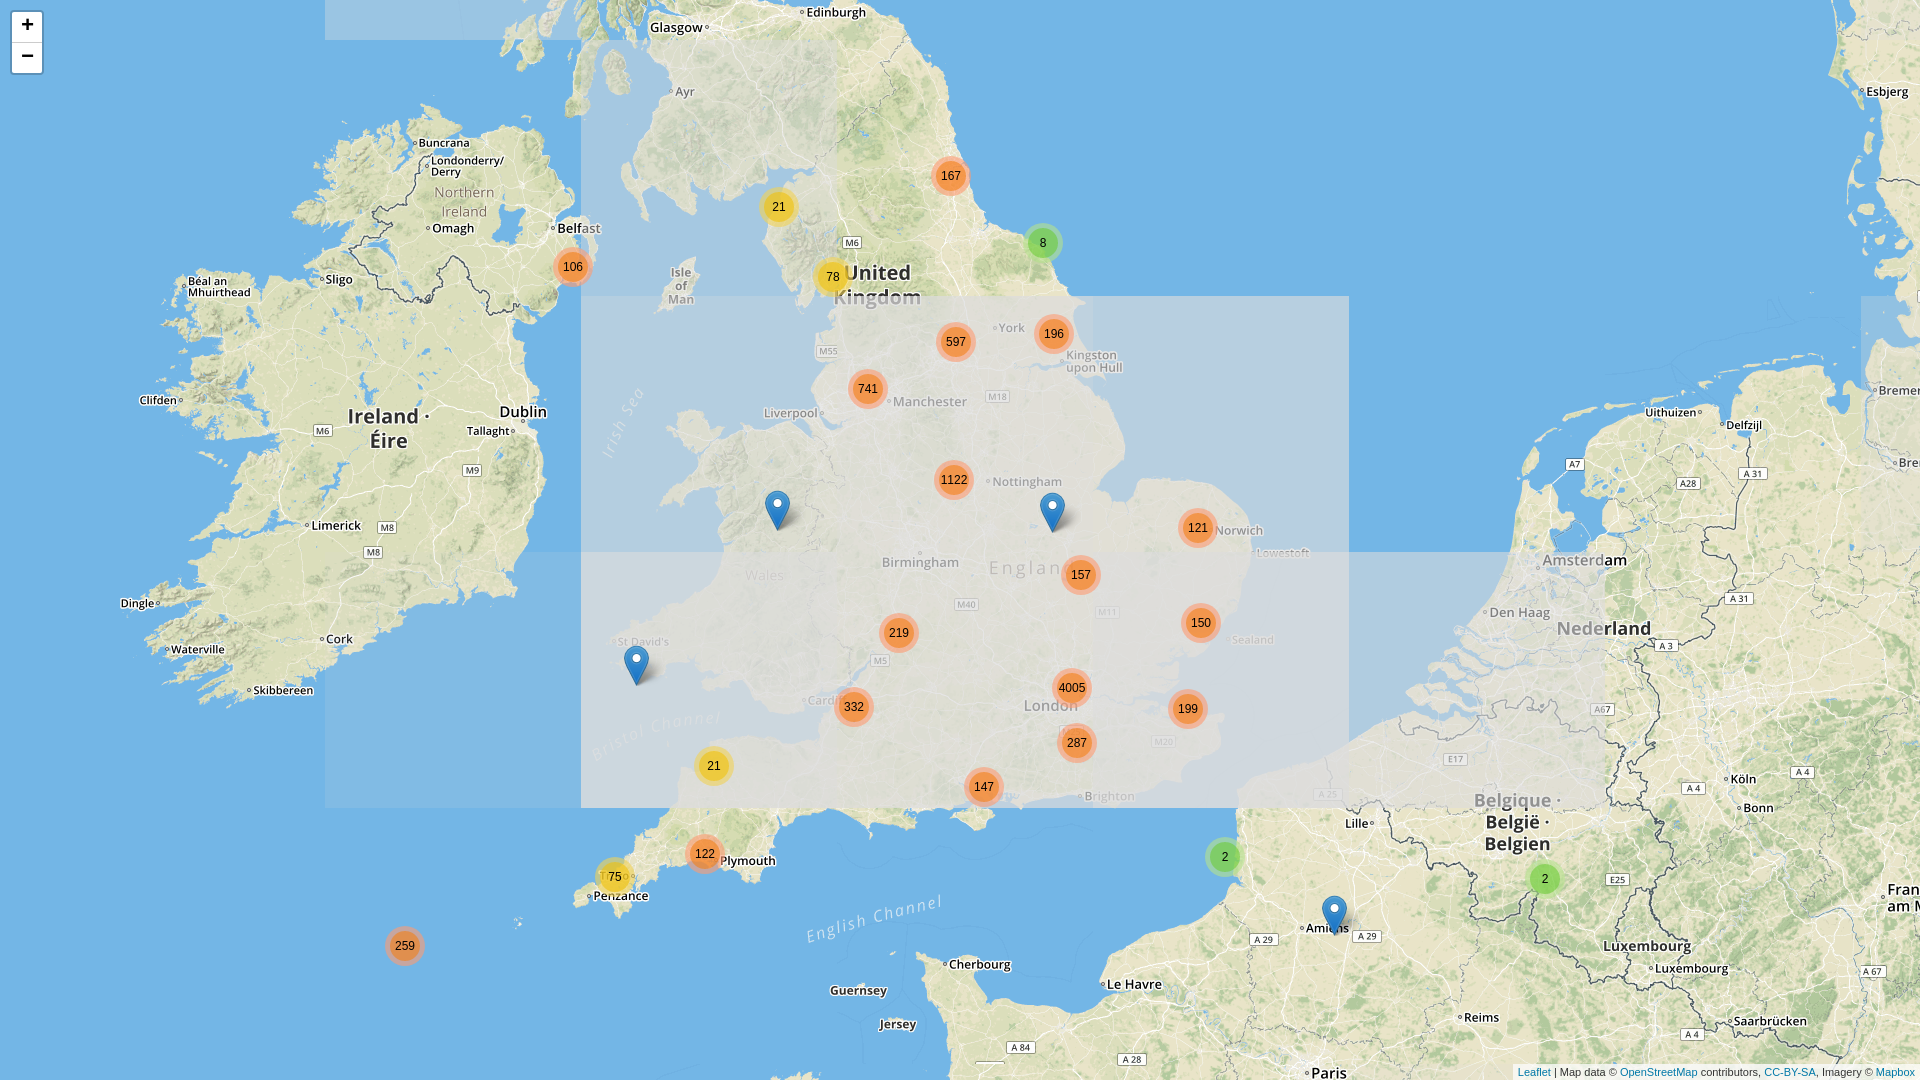 +
−
Glasgow
Edinburgh
Ayr
Esbjerg
Buncrana
Londonderry/
Derry
Northern
Ireland
Omagh
Belfast
167
21
8
M6
106
78
United
Kingdom
Sligo
Béal an
Mhuirthead
Isle
of
Man
York
196
597
M55
Kingston
upon Hull
741
M18
Manchester
Liverpool
Clifden
Ireland ·
Éire
M6
Dublin
Tallaght
M9
Irish Sea
Uithuizen
Delfzijl
Bremer
A7
A 31
A28
Bre
1122
Nottingham
Limerick
M8
M8
121
Norwich
Lowestoft
Birmingham
Englan
157
Wales
Amsterdam
A 31
Dingle
M40
M11
Den Haag
150
Nederland
Cork
Waterville
St David's
219
Sealand
A 3
M5
Skibbereen
4005
London
Cardif
332
199
A67
Bristol Channel
287
M20
E17
21
147
Brighton
A 25
Köln
A 4
A 4
Bonn
Belgique ·
België ·
Belgien
Lille
122
Plymouth
2
75
Penzance
2
E25
Fran
am M
English Channel
Amiens
A 29
A 29
259
Luxembourg
Luxembourg
A 67
Cherbourg
Le Havre
Guernsey
Jersey
Reims
Saarbrücken
A 4
A 84
A 28
Paris
Leaflet | Map data © OpenStreetMap contributors, CC-BY-SA, Imagery © Mapbox